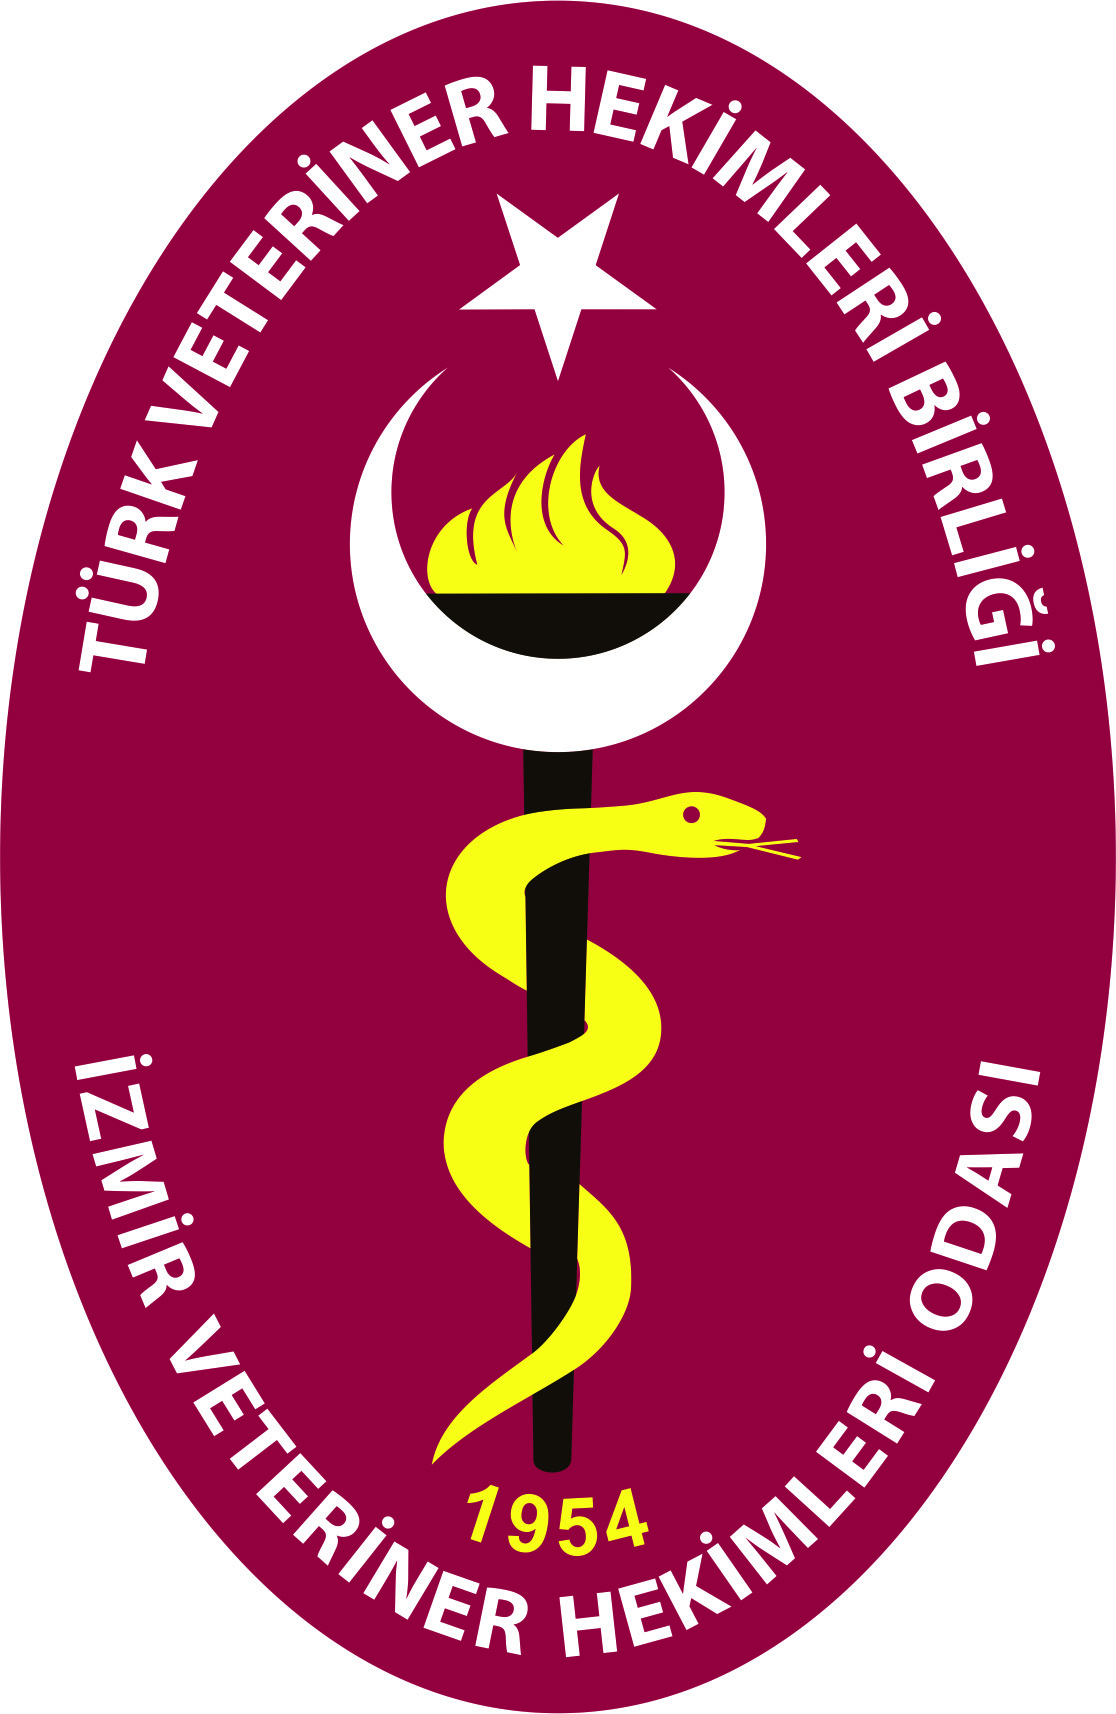 TÜRK VETERİNER HEKİMLERİ BİRLİĞİ
1954
İZMİR VETERİNER HEKİMLERİ ODASI